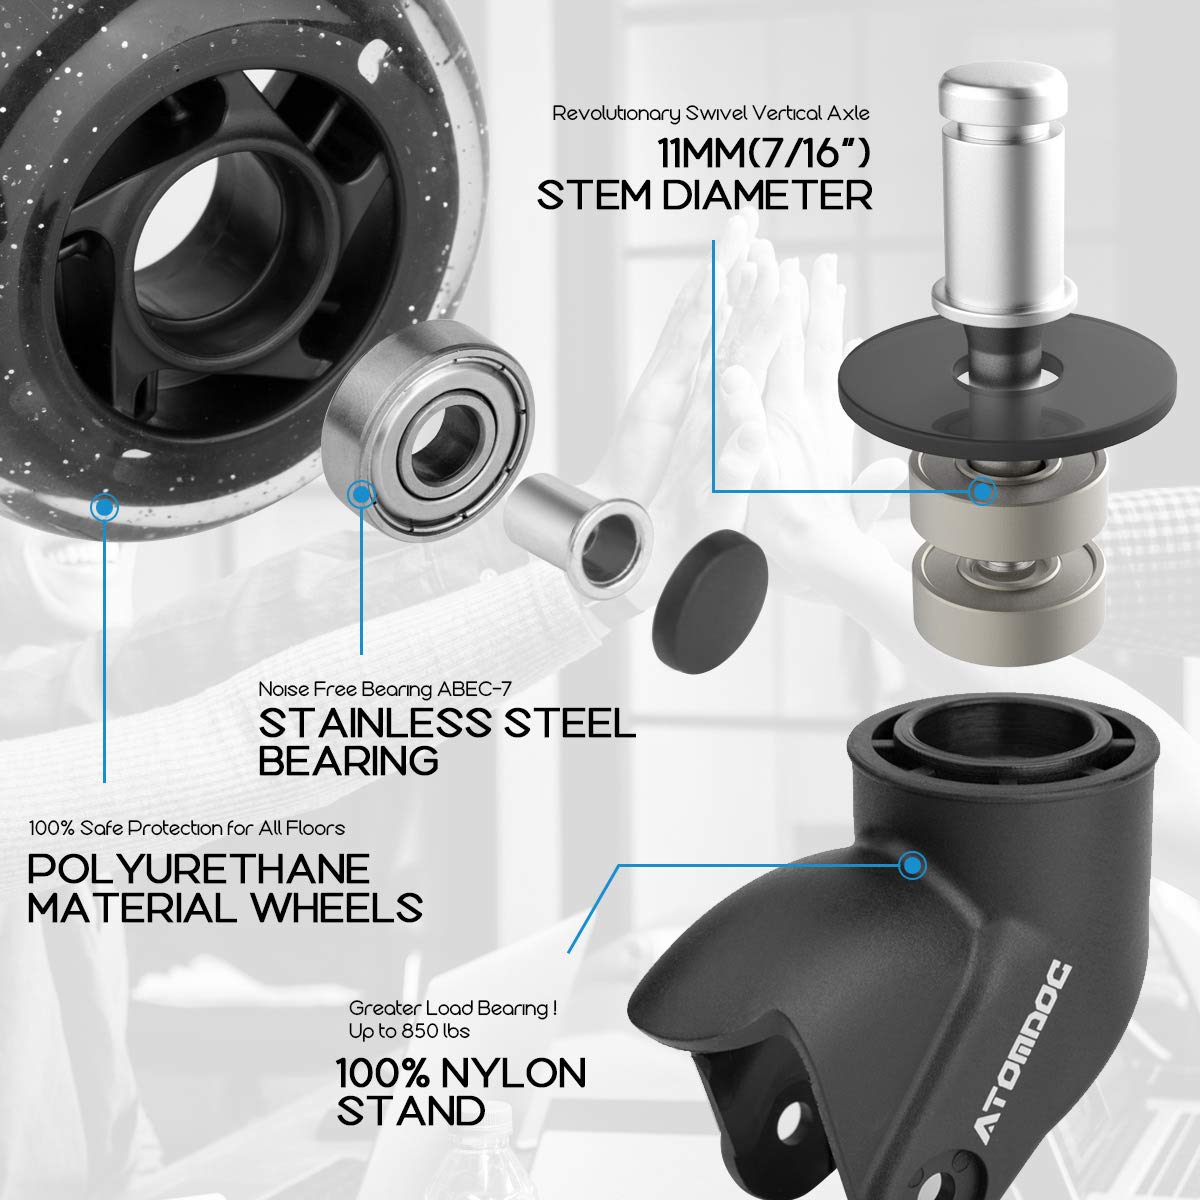 Revolutionary Swivel Vertical Axle
11MM(7/16")
STEM DIAMETER
Noise Free Bearing ABEC-7
STAINLESS STEEL
BEARING
100% Safe Protection for All Floors
POLYURETHANE
MATERIAL WHEELS
Greater Load Bearing !
Up to 850 lbs
100% NYLON
STAND
ATOMDOC